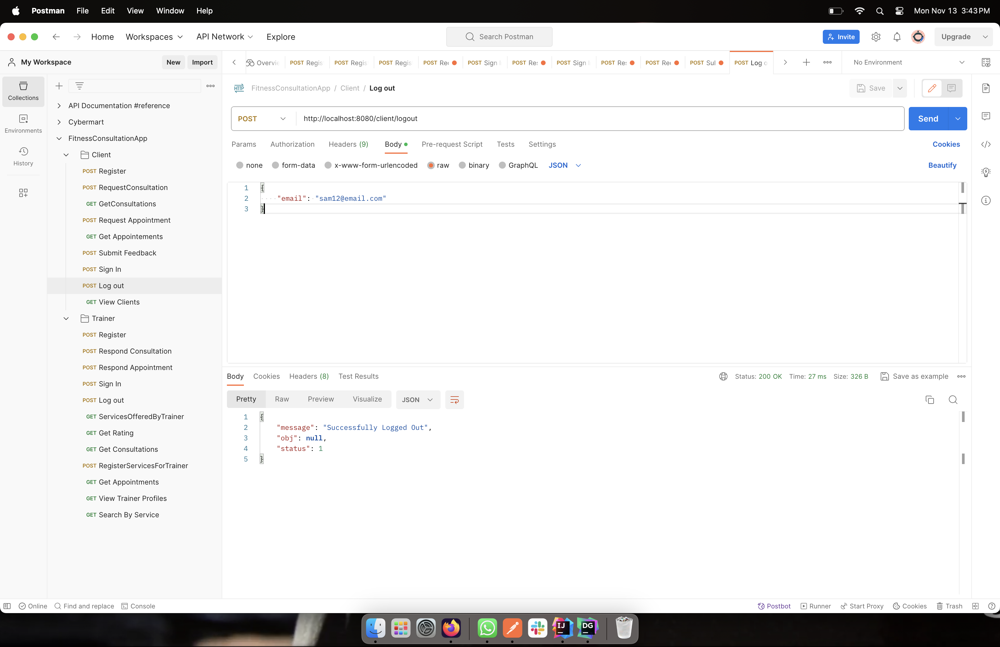 Postman File Edit View Window Help Mon Nov 13 3:43 PM
Home Workspaces API Network Explore Search Postman Invite Upgrade
My Workspace New Import Overvie POST Regis POST Regis POST Regis POST Rec POST Sign I POST Res POST Sign I POST Res POST Rec POST Sul POST Log o No Environment
Collections
Environments
History
API Documentation #reference
Cybermart
FitnessConsultationApp
Client
POST Register
POST RequestConsultation
GET GetConsultations
POST Request Appointment
GET Get Appointements
POST Submit Feedback
POST Sign In
POST Log out
GET View Clients
Trainer
POST Register
POST Respond Consultation
POST Respond Appointment
POST Sign In
POST Log out
GET ServicesOfferedByTrainer
GET Get Rating
GET Get Consultations
POST RegisterServicesForTrainer
GET Get Appointments
GET View Trainer Profiles
GET Search By Service
HTTP FitnessConsultationApp / Client / Log out Save
POST http://localhost:8080/client/logout Send
Params Authorization Headers (9) Body Pre-request Script Tests Settings Cookies
none form-data x-www-form-urlencoded raw binary GraphQL JSON Beautify
1 {
2 "email": "sam12@email.com"
3 }
Body Cookies Headers (8) Test Results Status: 200 OK Time: 27 ms Size: 326 B Save as example
Pretty Raw Preview Visualize JSON
1 {
2 "message": "Successfully Logged Out",
3 "obj": null,
4 "status": 1
5 }
Online Find and replace Console Postbot Runner Start Proxy Cookies Trash
IJ DG